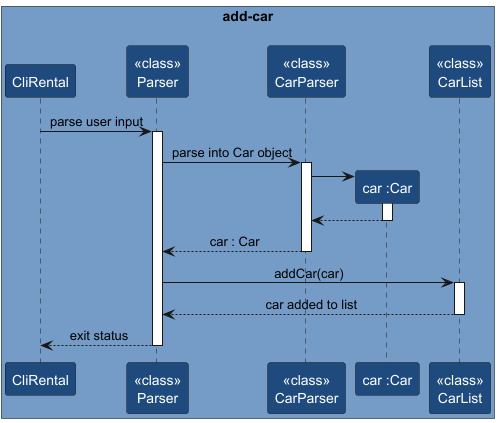 add-car
CliRental
«class»
Parser
«class»
CarParser
«class»
CarList
parse user input
parse into Car object
car :Car
car : Car
addCar(car)
car added to list
exit status
CliRental
«class»
Parser
«class»
CarParser
car :Car
«class»
CarList